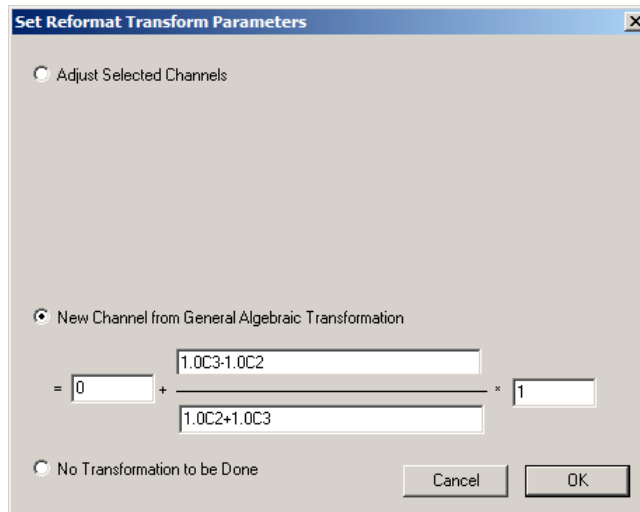 Set Reformat Transform Parameters
Adjust Selected Channels
New Channel from General Algebraic Transformation
1.0C3-1.0C2
= 0 + * 1
1.0C2+1.0C3
No Transformation to be Done
Cancel OK